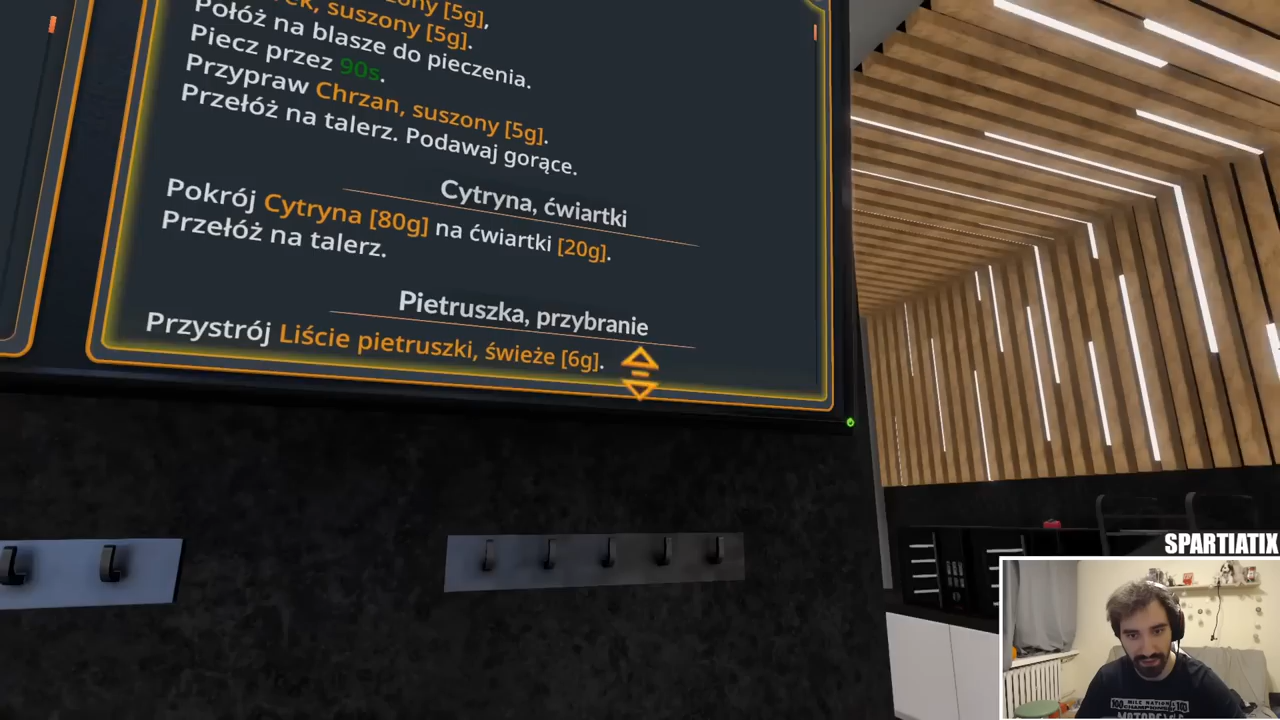 suszony [5g],
suszony [5g].
Połóż na blasze do pieczenia.
Piecz przez 90s.
Przypraw Chrzan, suszony [5g].
Przełóż na talerz. Podawaj gorące.
Cytryna, ćwiartki
Pokrój Cytryna [80g] na ćwiartki [20g].
Przełóż na talerz.
Pietruszka, przybranie
Przystrój Liście pietruszki, świeże [6g].
SPARTIATIX